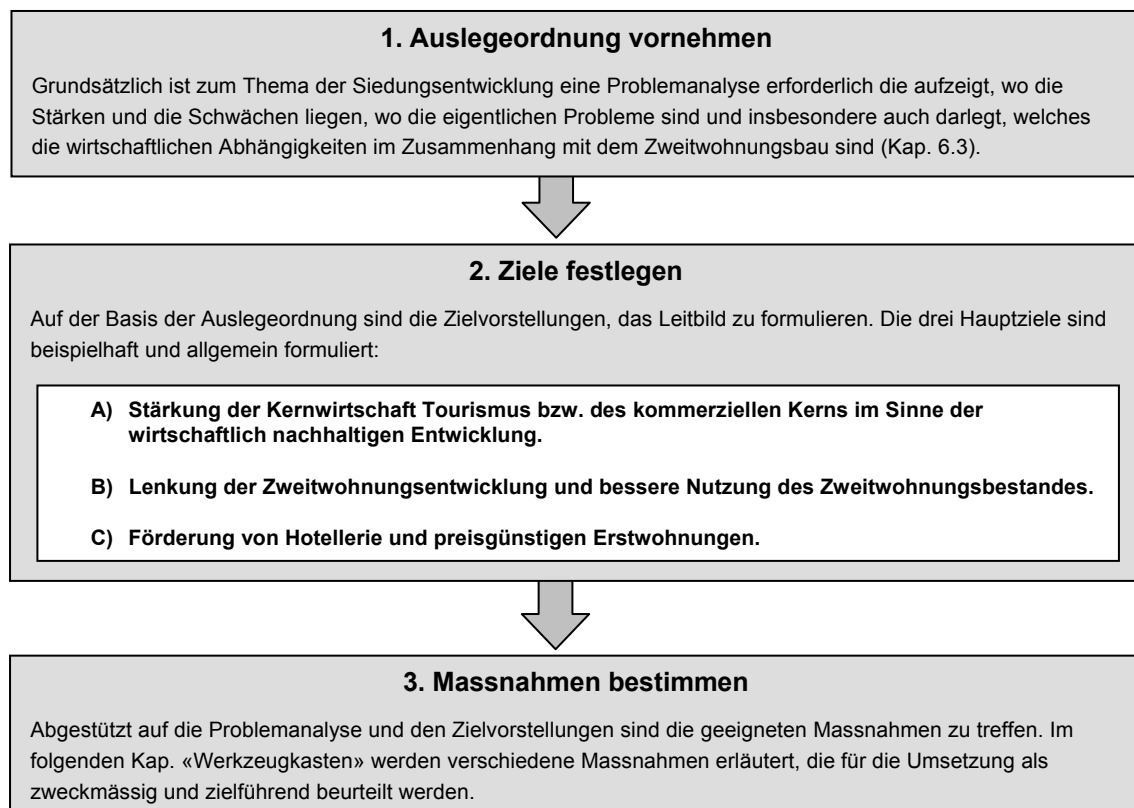 1. Auslegeordnung vornehmen
Grundsätzlich ist zum Thema der Siedungsentwicklung eine Problemanalyse erforderlich die aufzeigt, wo die
Stärken und die Schwächen liegen, wo die eigentlichen Probleme sind und insbesondere auch darlegt, welches
die wirtschaftlichen Abhängigkeiten im Zusammenhang mit dem Zweitwohnungsbau sind (Kap. 6.3).
2. Ziele festlegen
Auf der Basis der Auslegeordnung sind die Zielvorstellungen, das Leitbild zu formulieren. Die drei Hauptziele sind
beispielhaft und allgemein formuliert:
A) Stärkung der Kernwirtschaft Tourismus bzw. des kommerziellen Kerns im Sinne der
wirtschaftlich nachhaltigen Entwicklung.
B) Lenkung der Zweitwohnungsentwicklung und bessere Nutzung des Zweitwohnungsbestandes.
C) Förderung von Hotellerie und preisgünstigen Erstwohnungen.
3. Massnahmen bestimmen
Abgestützt auf die Problemanalyse und den Zielvorstellungen sind die geeigneten Massnahmen zu treffen. Im
folgenden Kap. «Werkzeugkasten» werden verschiedene Massnahmen erläutert, die für die Umsetzung als
zweckmässig und zielführend beurteilt werden.